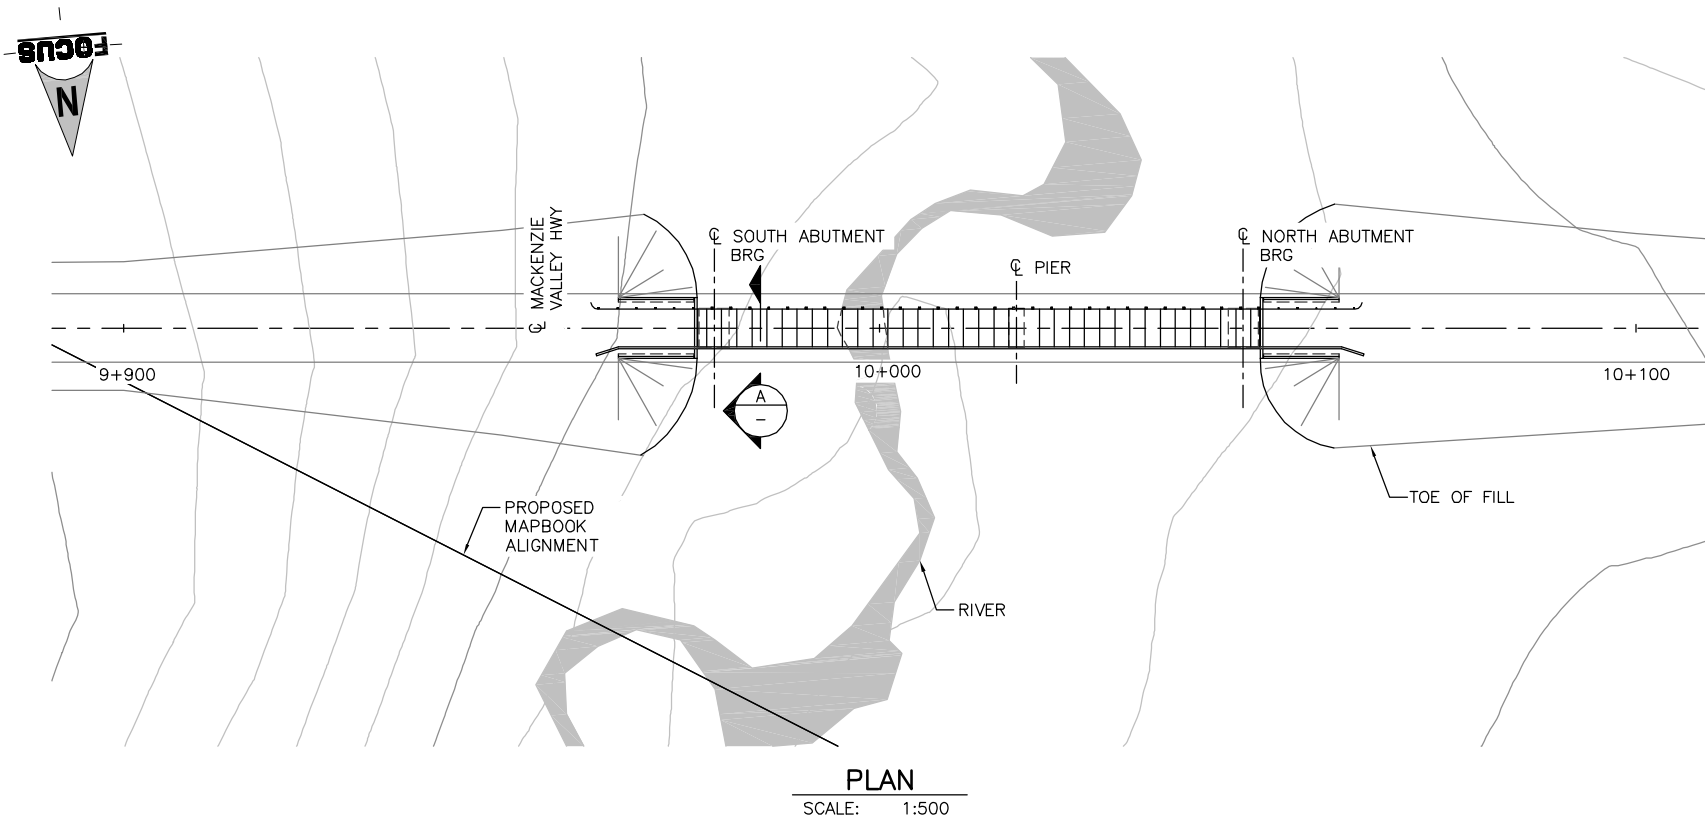 FOCUS
N
℄ MACKENZIE
VALLEY HWY
℄ SOUTH ABUTMENT
BRG
℄ PIER
℄ NORTH ABUTMENT
BRG
9+900
10+000
10+100
A
–
PROPOSED
MAPBOOK
ALIGNMENT
TOE OF FILL
RIVER
PLAN
SCALE: 1:500